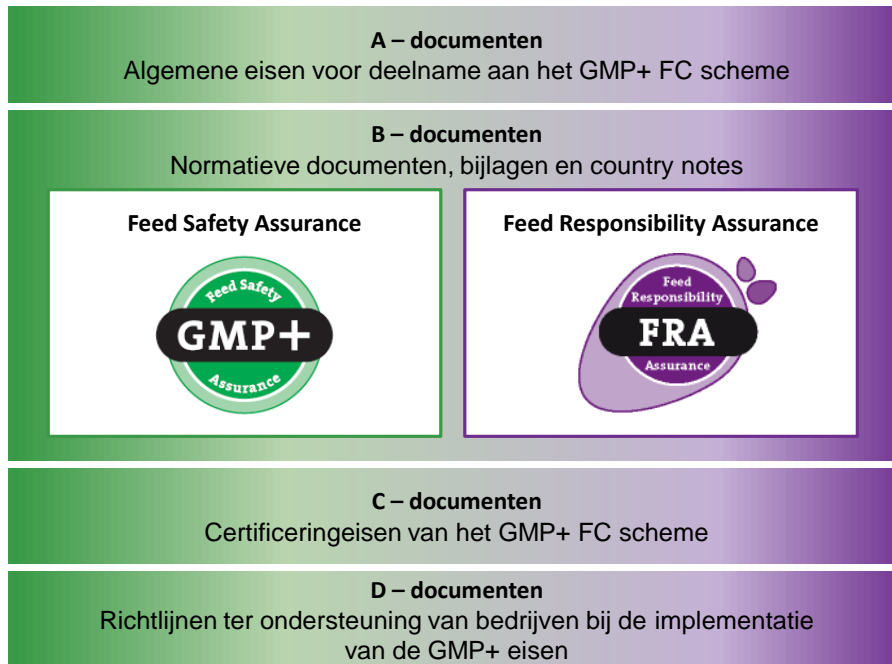 A – documenten
Algemene eisen voor deelname aan het GMP+ FC scheme
B – documenten
Normatieve documenten, bijlagen en country notes
Feed Safety Assurance
Feed Safety
GMP+
Assurance
Feed Responsibility Assurance
Feed
Responsibility
FRA
Assurance
C – documenten
Certificeringeisen van het GMP+ FC scheme
D – documenten
Richtlijnen ter ondersteuning van bedrijven bij de implementatie
van de GMP+ eisen